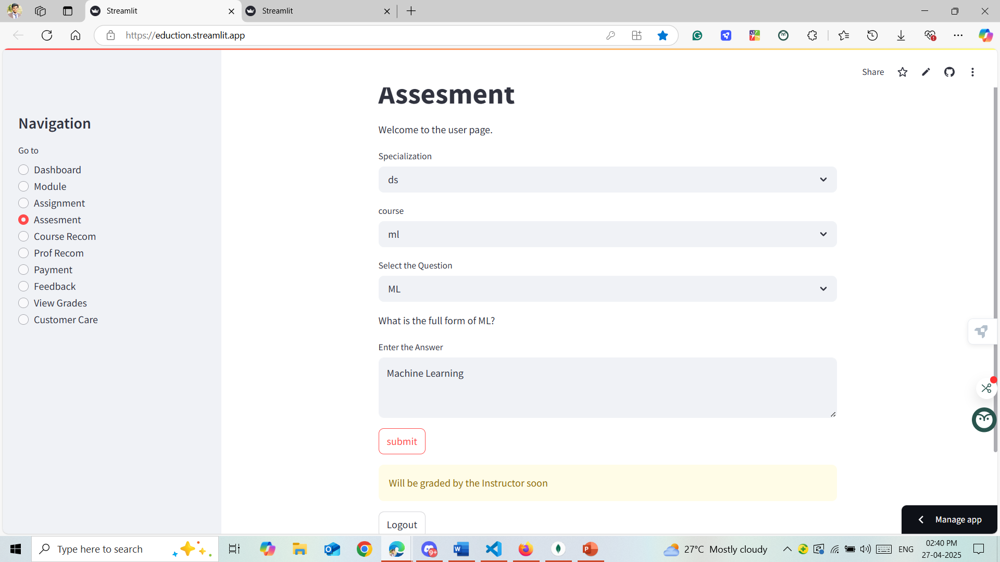 Streamlit
Streamlit
https://eduction.streamlit.app
Share
Navigation
Go to
Dashboard
Module
Assignment
Assesment
Course Recom
Prof Recom
Payment
Feedback
View Grades
Customer Care
Assesment
Welcome to the user page.
Specialization
ds
course
ml
Select the Question
ML
What is the full form of ML?
Enter the Answer
Machine Learning
submit
Will be graded by the Instructor soon
Logout
Manage app
Type here to search
9+
27°C Mostly cloudy
ENG
02:40 PM
27-04-2025